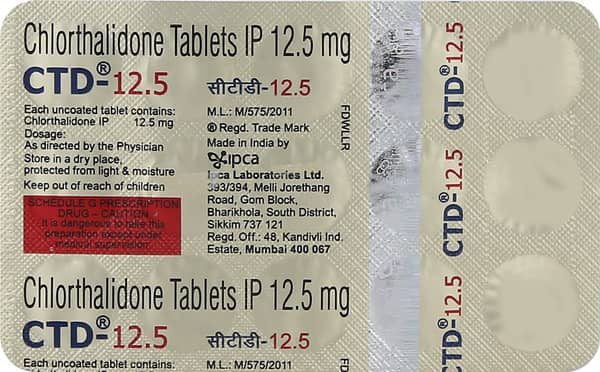 Chlorthalidone Tablets IP 12.5 mg
CTD®-12.5
सीटीडी-12.5
Each uncoated tablet contains:
Chlorthalidone IP 12.5 mg
Dosage:
As directed by the Physician
Store in a dry place,
protected from light & moisture
Keep out of reach of children
SCHEDULE G PRESCRIPTION
DRUG – CAUTION
It is dangerous to take this
preparation except under
medical supervision
M.L.: M/575/2011
® Regd. Trade Mark
Made in India by
ipca
Ipca Laboratories Ltd.
393/394, Melli Jorethang
Road, Gom Block,
Bharikhola, South District,
Sikkim 737 121
Regd. Off.: 48, Kandivli Ind.
Estate, Mumbai 400 067
FDWLLR
CTD®-12.5
CTD®-12.5
CTD®-12.5
Chlorthalidone Tablets IP 12.5 mg
CTD®-12.5
सीटीडी-12.5
Each uncoated tablet contains:
M.L.: M/575/2011